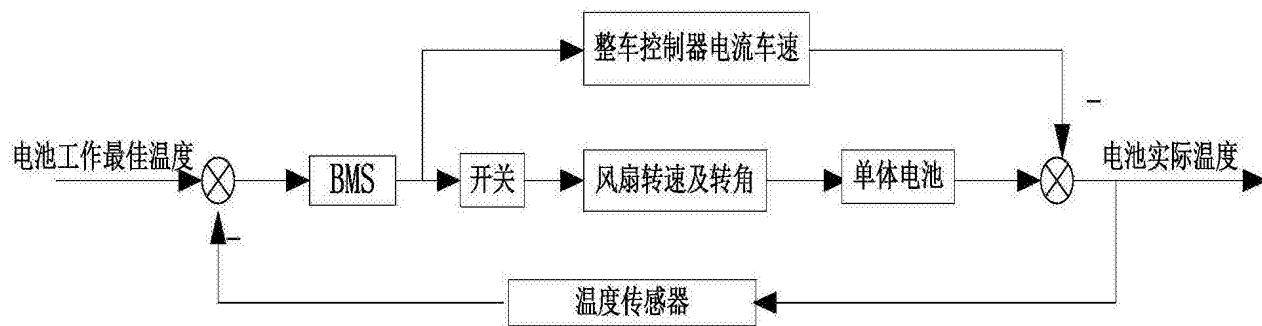 整车控制器电流车速
−
电池工作最佳温度
BMS
开关
风扇转速及转角
单体电池
电池实际温度
−
温度传感器